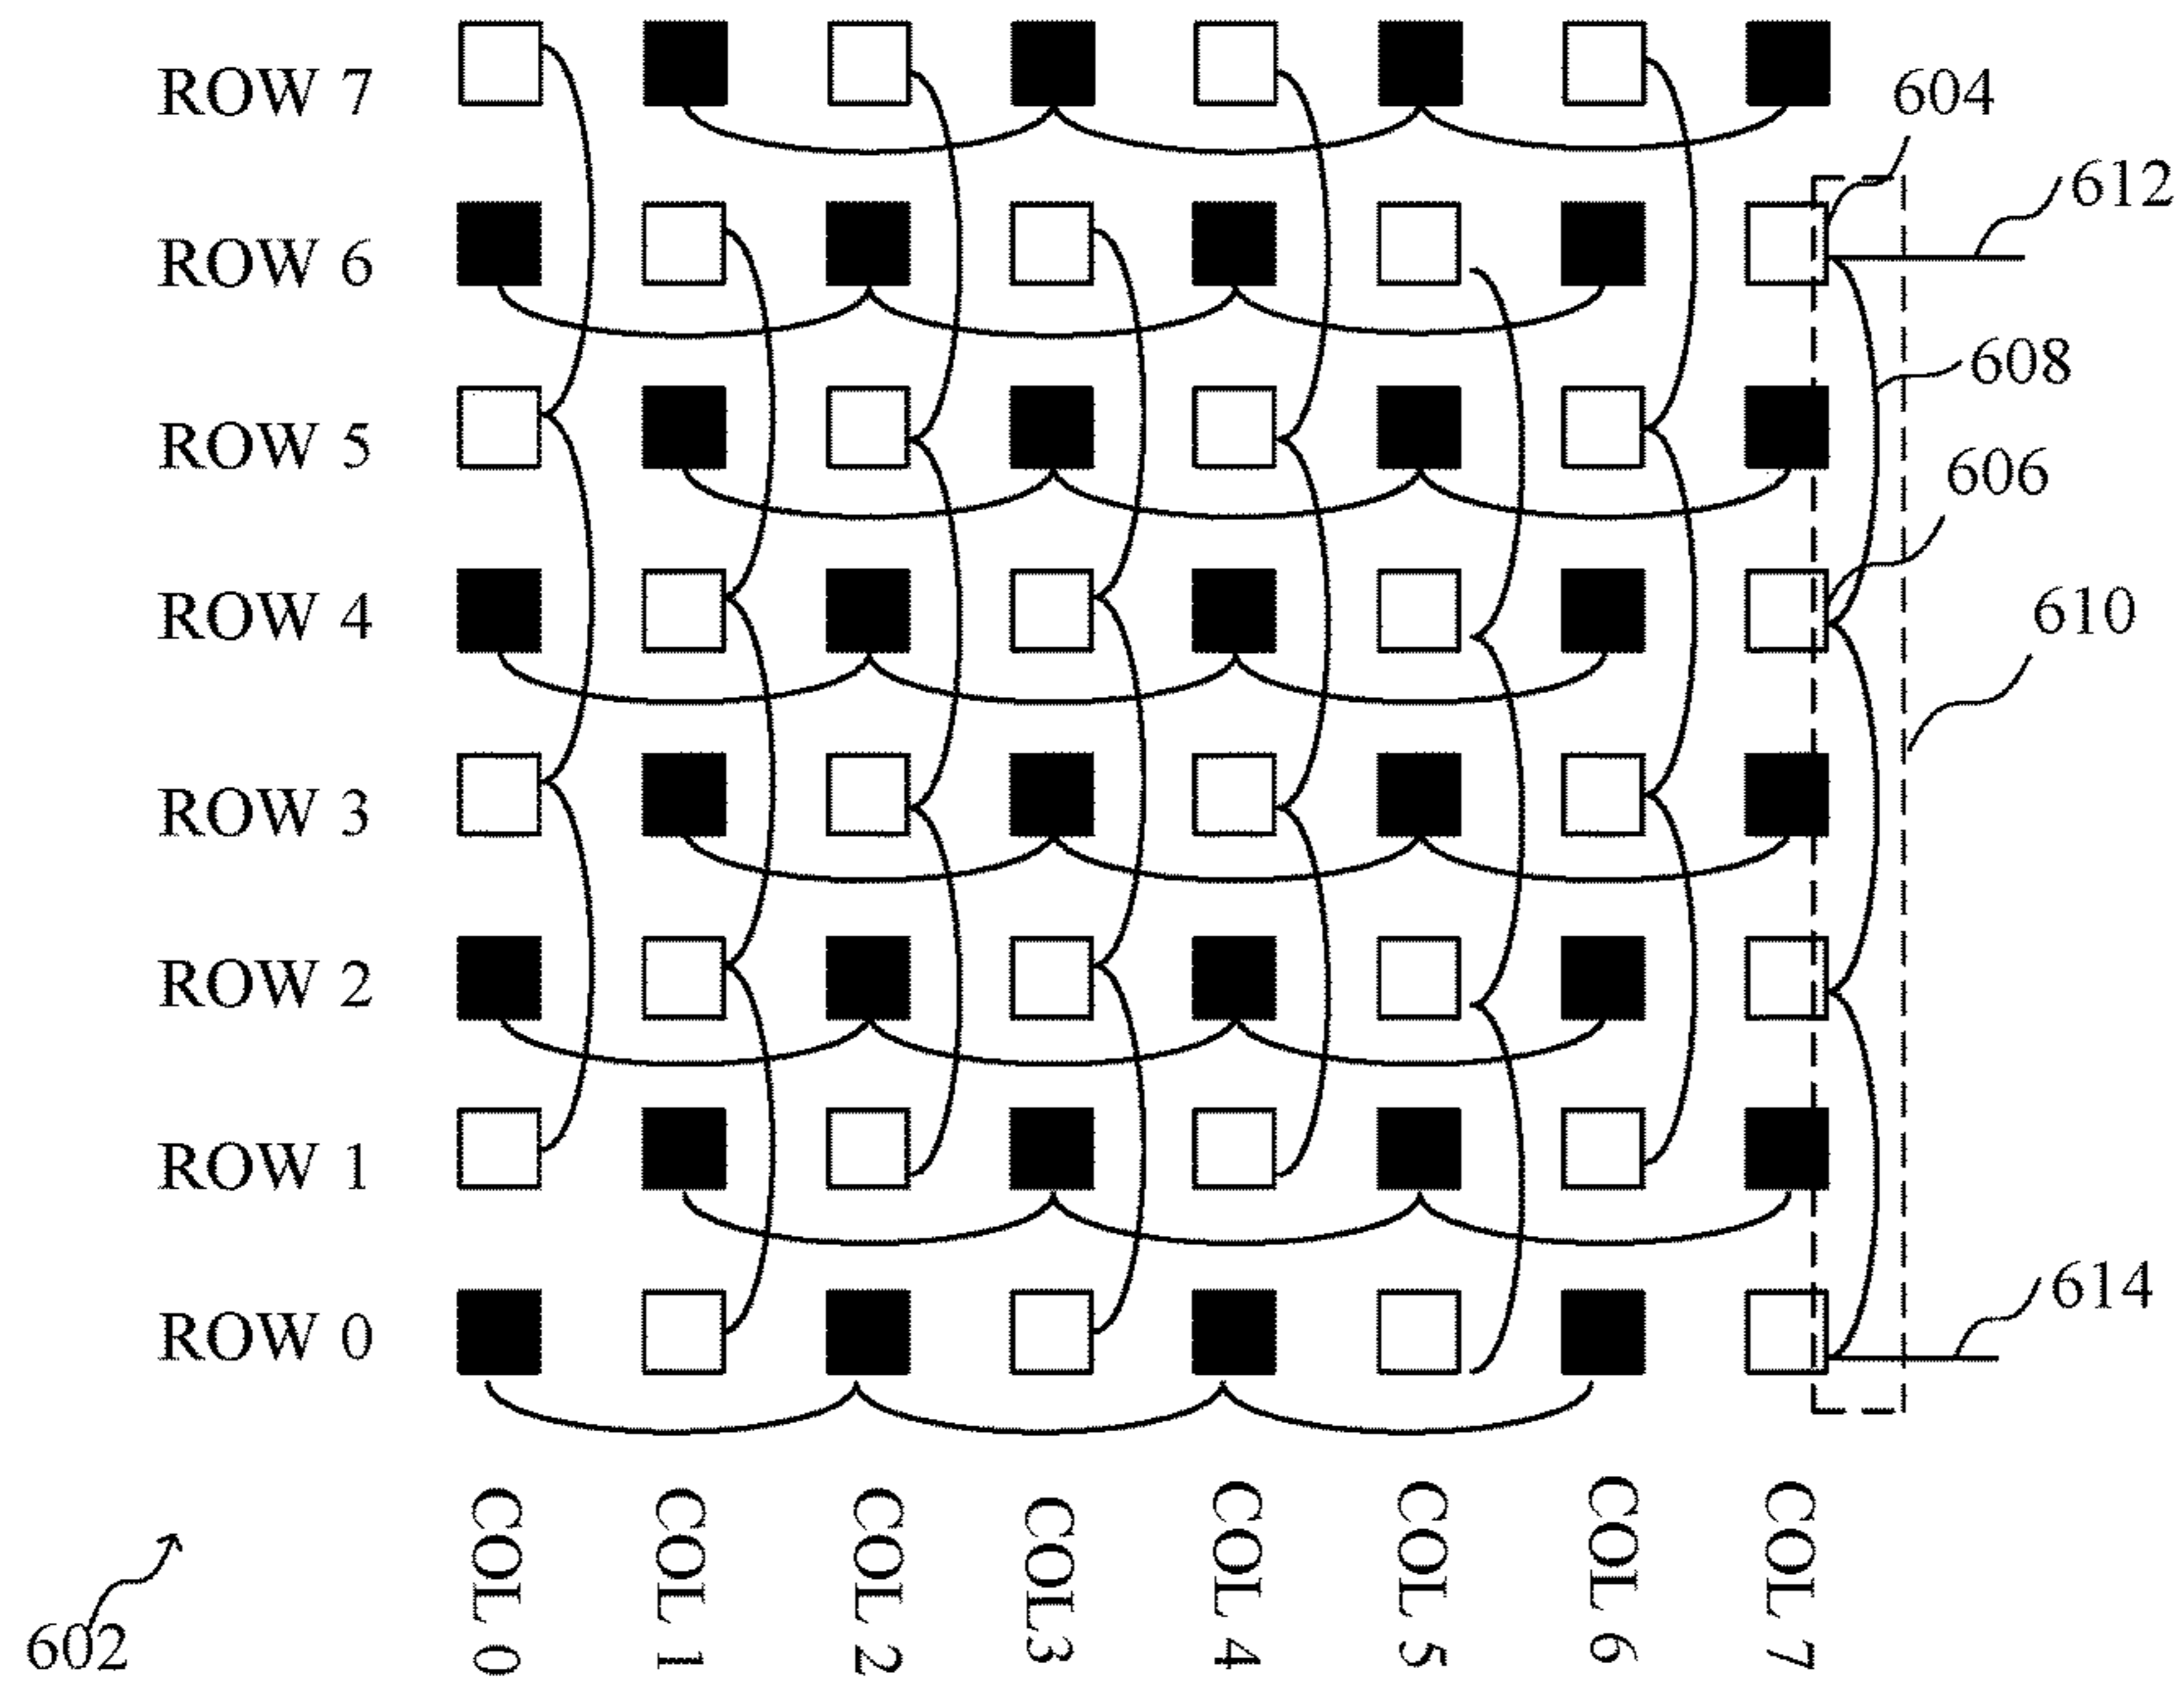 ROW 7
604
612
ROW 6
608
ROW 5
606
ROW 4
610
ROW 3
ROW 2
ROW 1
614
ROW 0
COL 0
COL 1
COL 2
COL3
COL 4
COL 5
COL 6
COL 7
602